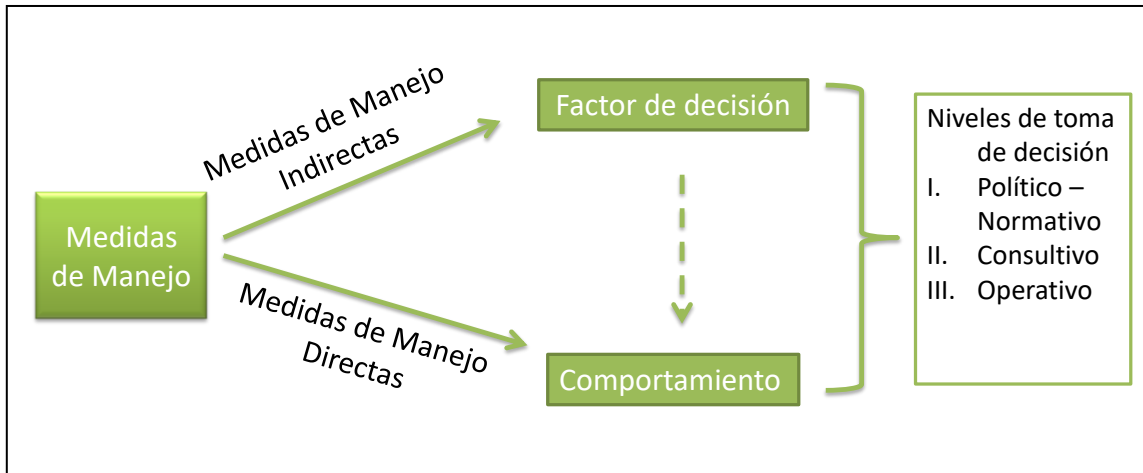 Medidas
de Manejo
Medidas de Manejo
Indirectas
Medidas de Manejo
Directas
Factor de decisión
Comportamiento
Niveles de toma
de decisión
I. Político –
Normativo
II. Consultivo
III. Operativo